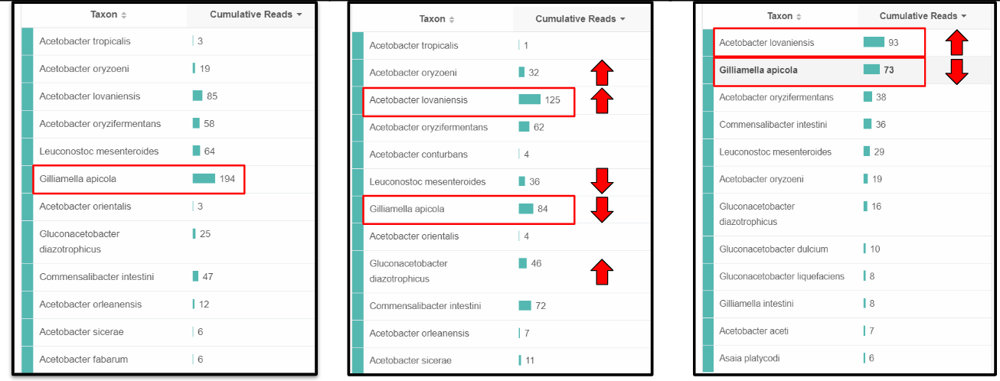 Taxon Cumulative Reads
Acetobacter tropicalis 3
Acetobacter oryzoeni 19
Acetobacter lovaniensis 85
Acetobacter oryzifermentans 58
Leuconostoc mesenteroides 64
Gilliamella apicola 194
Acetobacter orientalis 3
Gluconacetobacter
diazotrophicus 25
Commensalibacter intestini 47
Acetobacter orleanensis 12
Acetobacter sicerae 6
Acetobacter fabarum 6
Taxon Cumulative Reads
Acetobacter tropicalis 1
Acetobacter oryzoeni 32
Acetobacter lovaniensis 125
Acetobacter oryzifermentans 62
Acetobacter conturbans 4
Leuconostoc mesenteroides 36
Gilliamella apicola 84
Acetobacter orientalis 4
Gluconacetobacter
diazotrophicus 46
Commensalibacter intestini 72
Acetobacter orleanensis 7
Acetobacter sicerae 11
Taxon Cumulative Reads
Acetobacter lovaniensis 93
Gilliamella apicola 73
Acetobacter oryzifermentans 38
Commensalibacter intestini 36
Leuconostoc mesenteroides 29
Acetobacter oryzoeni 19
Gluconacetobacter
diazotrophicus 16
Gluconacetobacter dulcium 10
Gluconacetobacter liquefaciens 8
Gilliamella intestini 8
Acetobacter aceti 7
Asaia platycodi 6